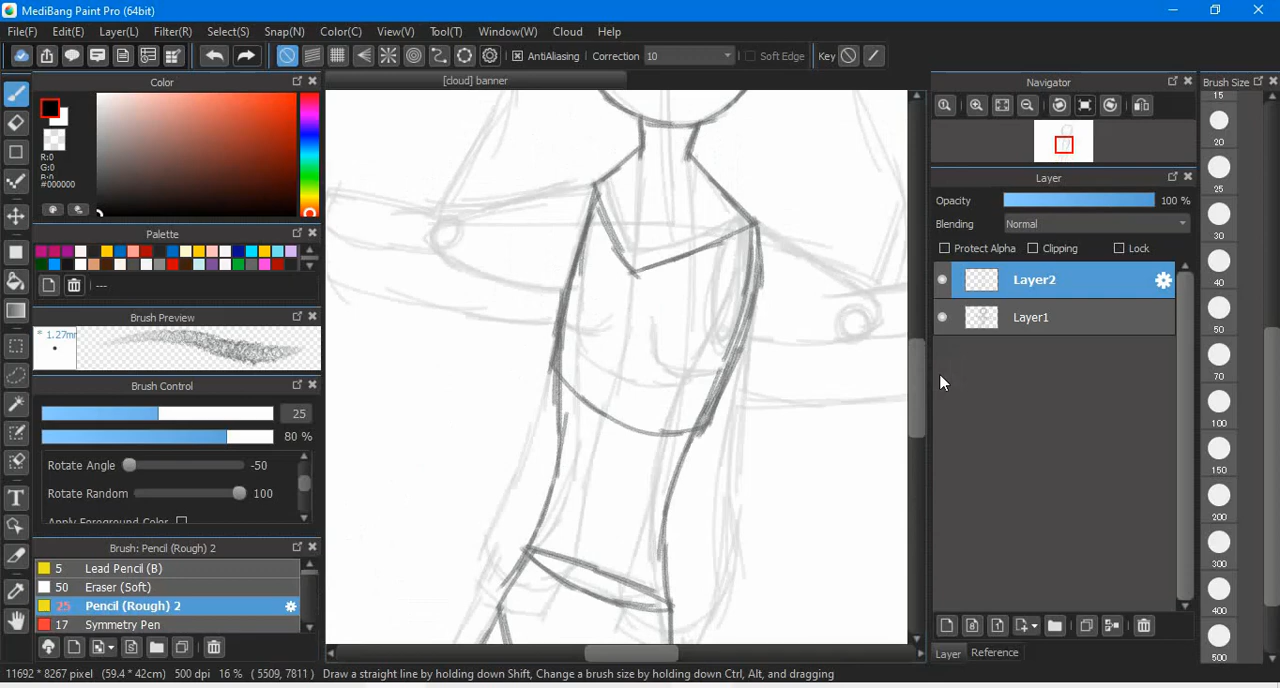 MediBang Paint Pro (64bit)
File(F) Edit(E) Layer(L) Filter(R) Select(S) Snap(N) Color(C) View(V) Tool(T) Window(W) Cloud Help
AntiAliasing Correction 10 Soft Edge Key
Color
[cloud] banner
Navigator
Brush Size
R:0
G:0
B:0
#000000
Palette
---
Brush Preview
* 1.27mm
Brush Control
25
80 %
Rotate Angle -50
Rotate Random 100
Apply Foreground Color
Brush: Pencil (Rough) 2
5 Lead Pencil (B)
50 Eraser (Soft)
25 Pencil (Rough) 2
17 Symmetry Pen
Layer
Opacity 100 %
Blending Normal
Protect Alpha Clipping Lock
Layer2
Layer1
Layer Reference
15
20
25
30
40
50
70
100
150
200
300
400
500
11692 * 8267 pixel (59.4 * 42cm) 500 dpi 16 % ( 5509, 7811 ) Draw a straight line by holding down Shift, Change a brush size by holding down Ctrl, Alt, and dragging